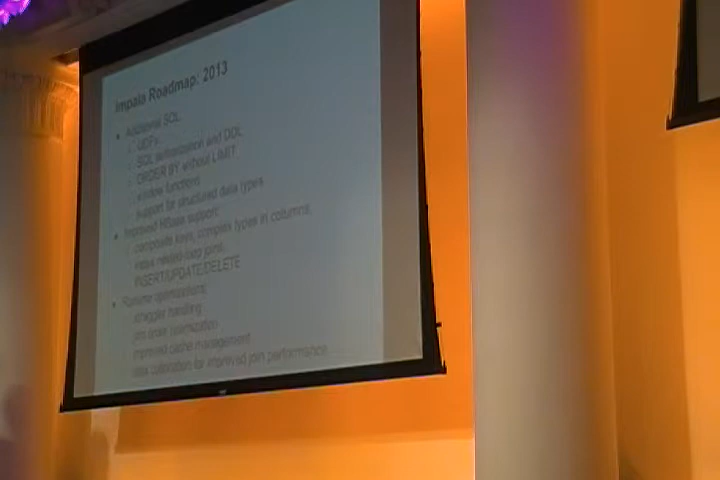 Impala Roadmap: 2013
Additional SQL:
UDFs
SQL authorization and DDL
ORDER BY without LIMIT
window functions
support for structured data types
Improved HBase support:
composite keys, complex types in columns,
index nested-loop joins,
INSERT/UPDATE/DELETE
Runtime optimizations:
straggler handling
join order optimization
improved cache management
data collocation for improved join performance